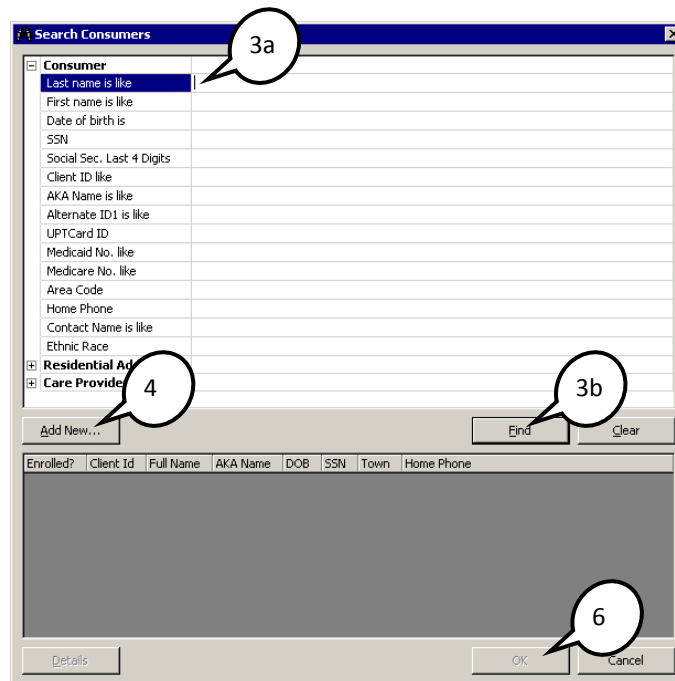 Search Consumers
3a
Consumer
Last name is like
First name is like
Date of birth is
SSN
Social Sec. Last 4 Digits
Client ID like
AKA Name is like
Alternate ID1 is like
UPTCard ID
Medicaid No. like
Medicare No. like
Area Code
Home Phone
Contact Name is like
Ethnic Race
Residential Ad
Care Provide
4
3b
Add New... Find Clear
Enrolled? Client Id Full Name AKA Name DOB SSN Town Home Phone
6
Details OK Cancel